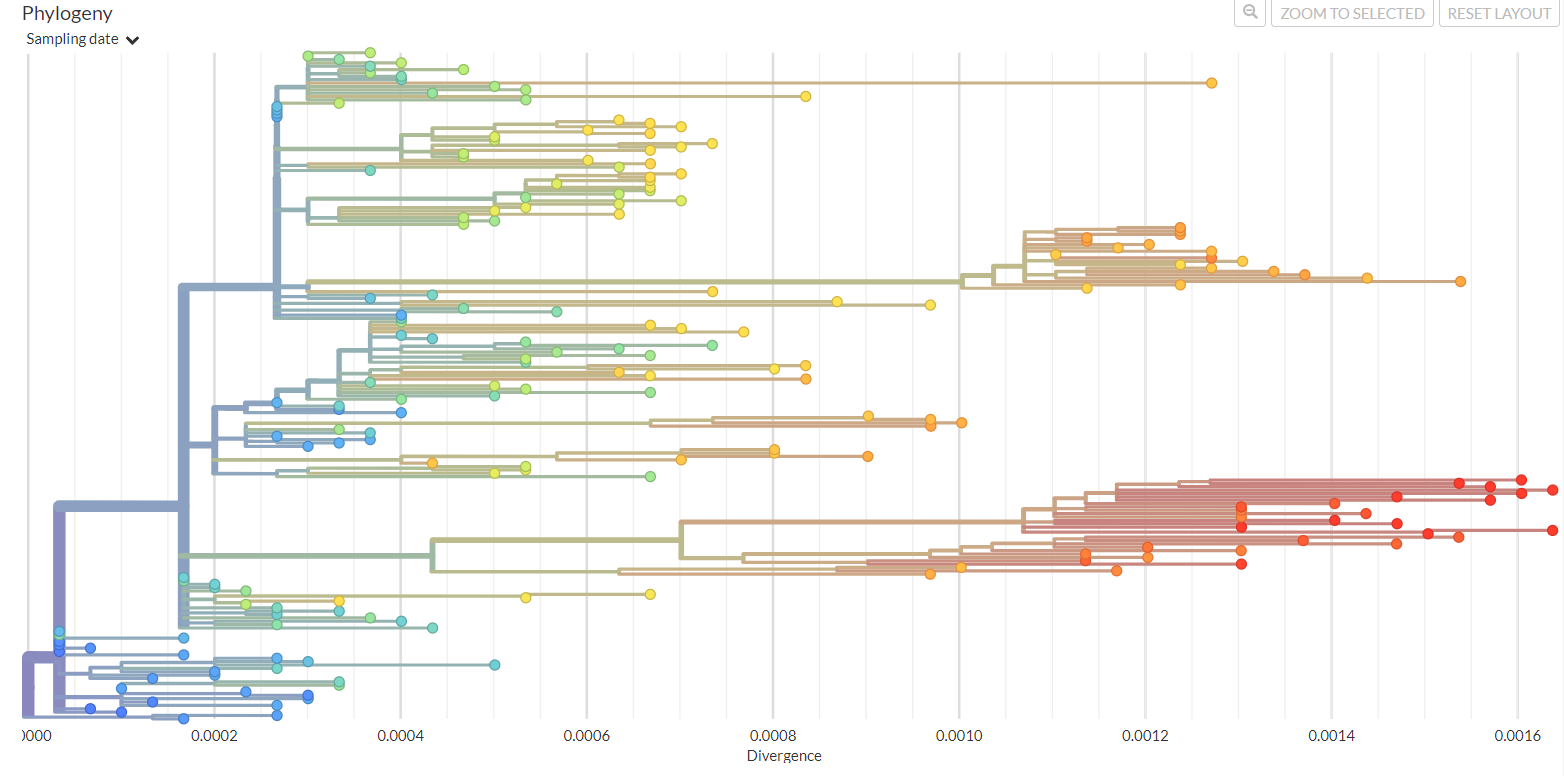 Phylogeny
ZOOM TO SELECTED
RESET LAYOUT
Sampling date
0000 0.0002 0.0004 0.0006 0.0008 0.0010 0.0012 0.0014 0.0016
Divergence